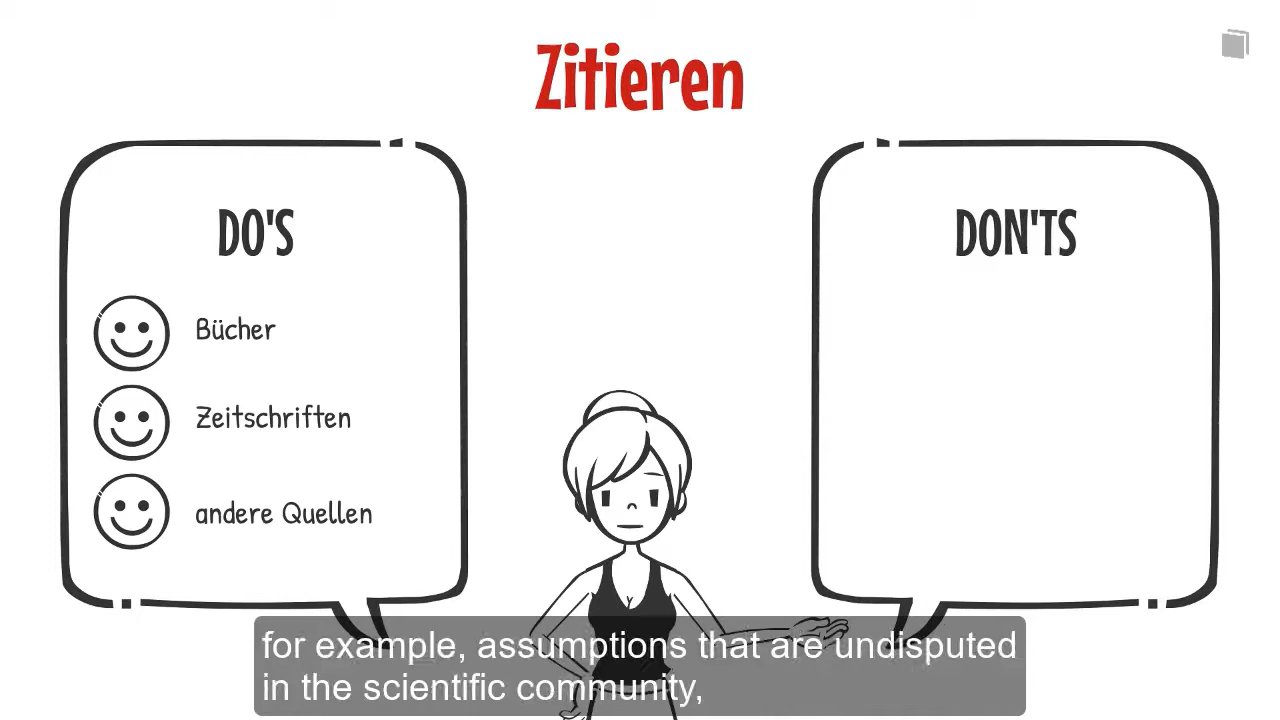 Zitieren
DO'S
Bücher
Zeitschriften
andere Quellen
DON'TS
for example, assumptions that are undisputed
in the scientific community,